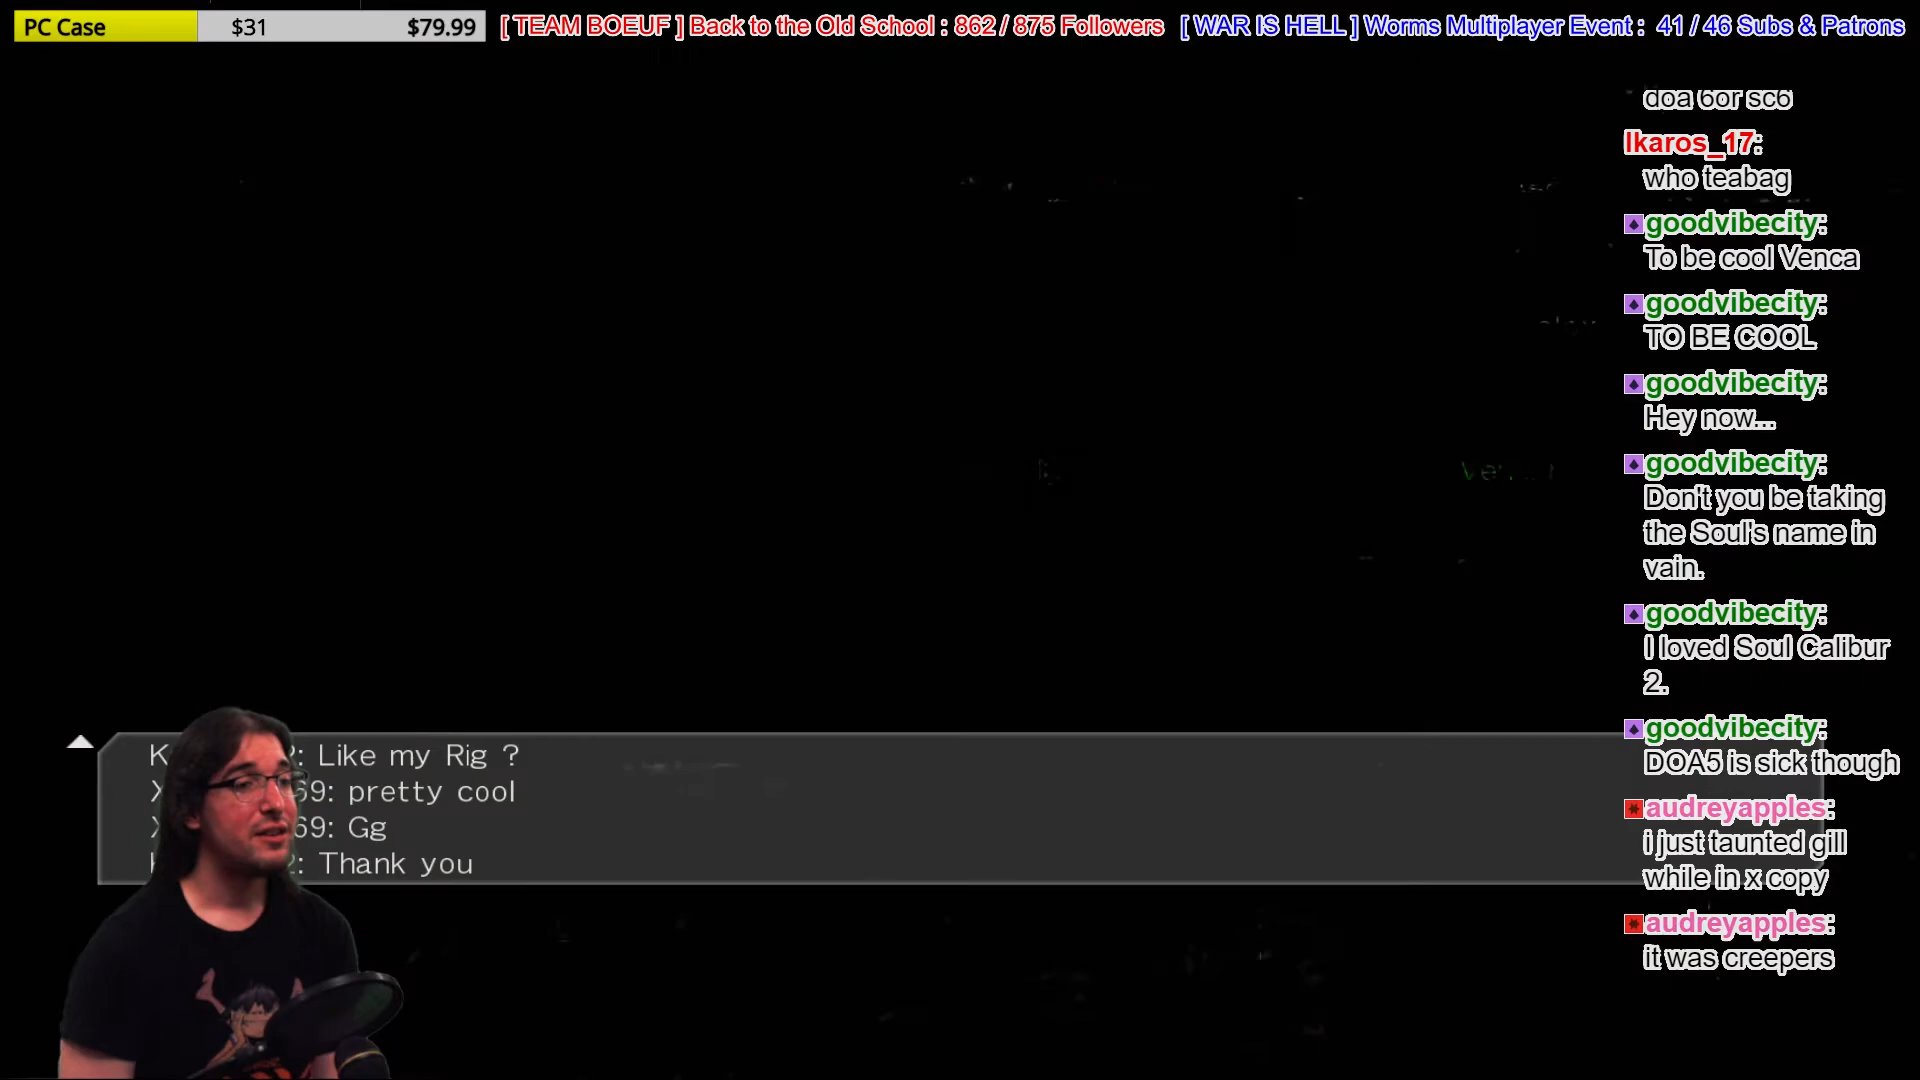 PC Case $31 $79.99 [ TEAM BOEUF ] Back to the Old School : 862 / 875 Followers [ WAR IS HELL ] Worms Multiplayer Event : 41 / 46 Subs & Patrons
doa 6or sc6
Ikaros_17:
who teabag
goodvibecity:
To be cool Venca
goodvibecity:
TO BE COOL
goodvibecity:
Hey now...
goodvibecity:
Don't you be taking
the Soul's name in
vain.
goodvibecity:
I loved Soul Calibur
2.
goodvibecity:
DOA5 is sick though
audreyapples:
i just taunted gill
while in x copy
audreyapples:
it was creepers
: Like my Rig ?
69: pretty cool
69: Gg
: Thank you